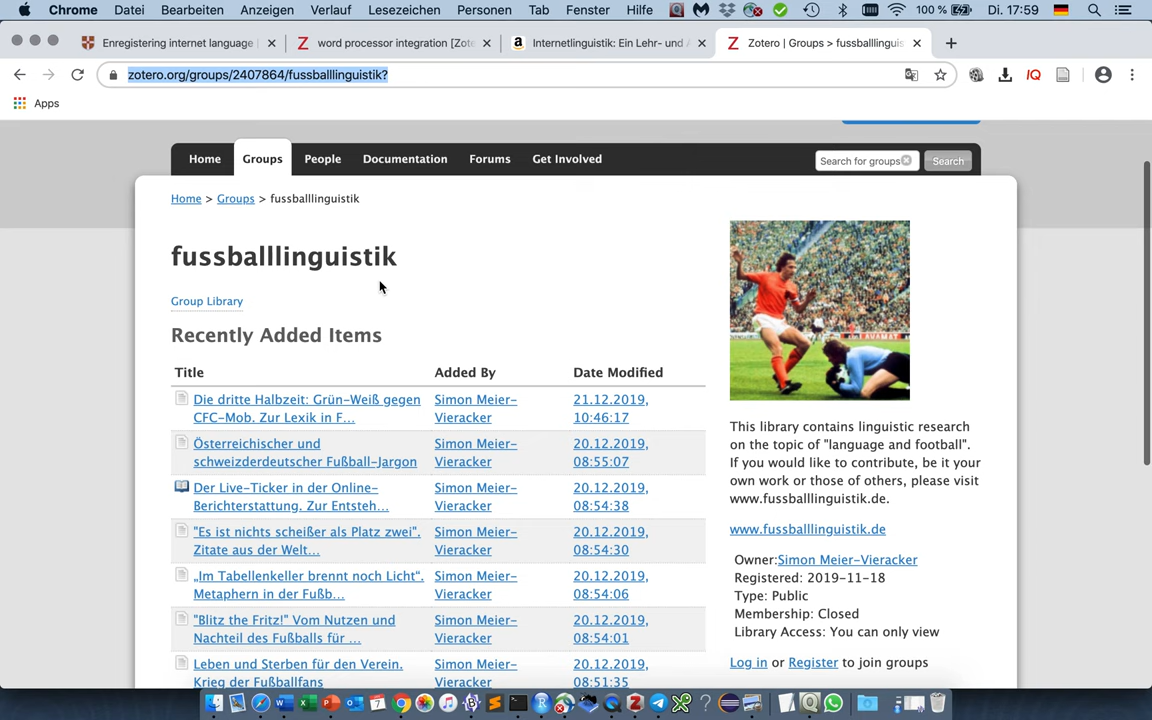 Chrome Datei Bearbeiten Anzeigen Verlauf Lesezeichen Personen Tab Fenster Hilfe 100 % Di. 17:59
Enregistering internet language word processor integration [Zote Internetlinguistik: Ein Lehr- und Zotero | Groups > fussballlinguis
zotero.org/groups/2407864/fussballlinguistik?
Apps
Home Groups People Documentation Forums Get Involved Search for groups Search
Home > Groups > fussballlinguistik
fussballlinguistik
Group Library
Recently Added Items
Title Added By Date Modified
Die dritte Halbzeit: Grün-Weiß gegen CFC-Mob. Zur Lexik in F... Simon Meier-Vieracker 21.12.2019, 10:46:17
Österreichischer und schweizerdeutscher Fußball-Jargon Simon Meier-Vieracker 20.12.2019, 08:55:07
Der Live-Ticker in der Online-Berichterstattung. Zur Entsteh... Simon Meier-Vieracker 20.12.2019, 08:54:38
"Es ist nichts scheißer als Platz zwei". Zitate aus der Welt... Simon Meier-Vieracker 20.12.2019, 08:54:30
„Im Tabellenkeller brennt noch Licht“. Metaphern in der Fußb... Simon Meier-Vieracker 20.12.2019, 08:54:06
"Blitz the Fritz!" Vom Nutzen und Nachteil des Fußballs für ... Simon Meier-Vieracker 20.12.2019, 08:54:01
Leben und Sterben für den Verein. Krieg der Fußballfans Simon Meier-Vieracker 20.12.2019, 08:51:35
This library contains linguistic research
on the topic of "language and football".
If you would like to contribute, be it your
own work or those of others, please visit
www.fussballlinguistik.de.
www.fussballlinguistik.de
Owner:Simon Meier-Vieracker
Registered: 2019-11-18
Type: Public
Membership: Closed
Library Access: You can only view
Log in or Register to join groups